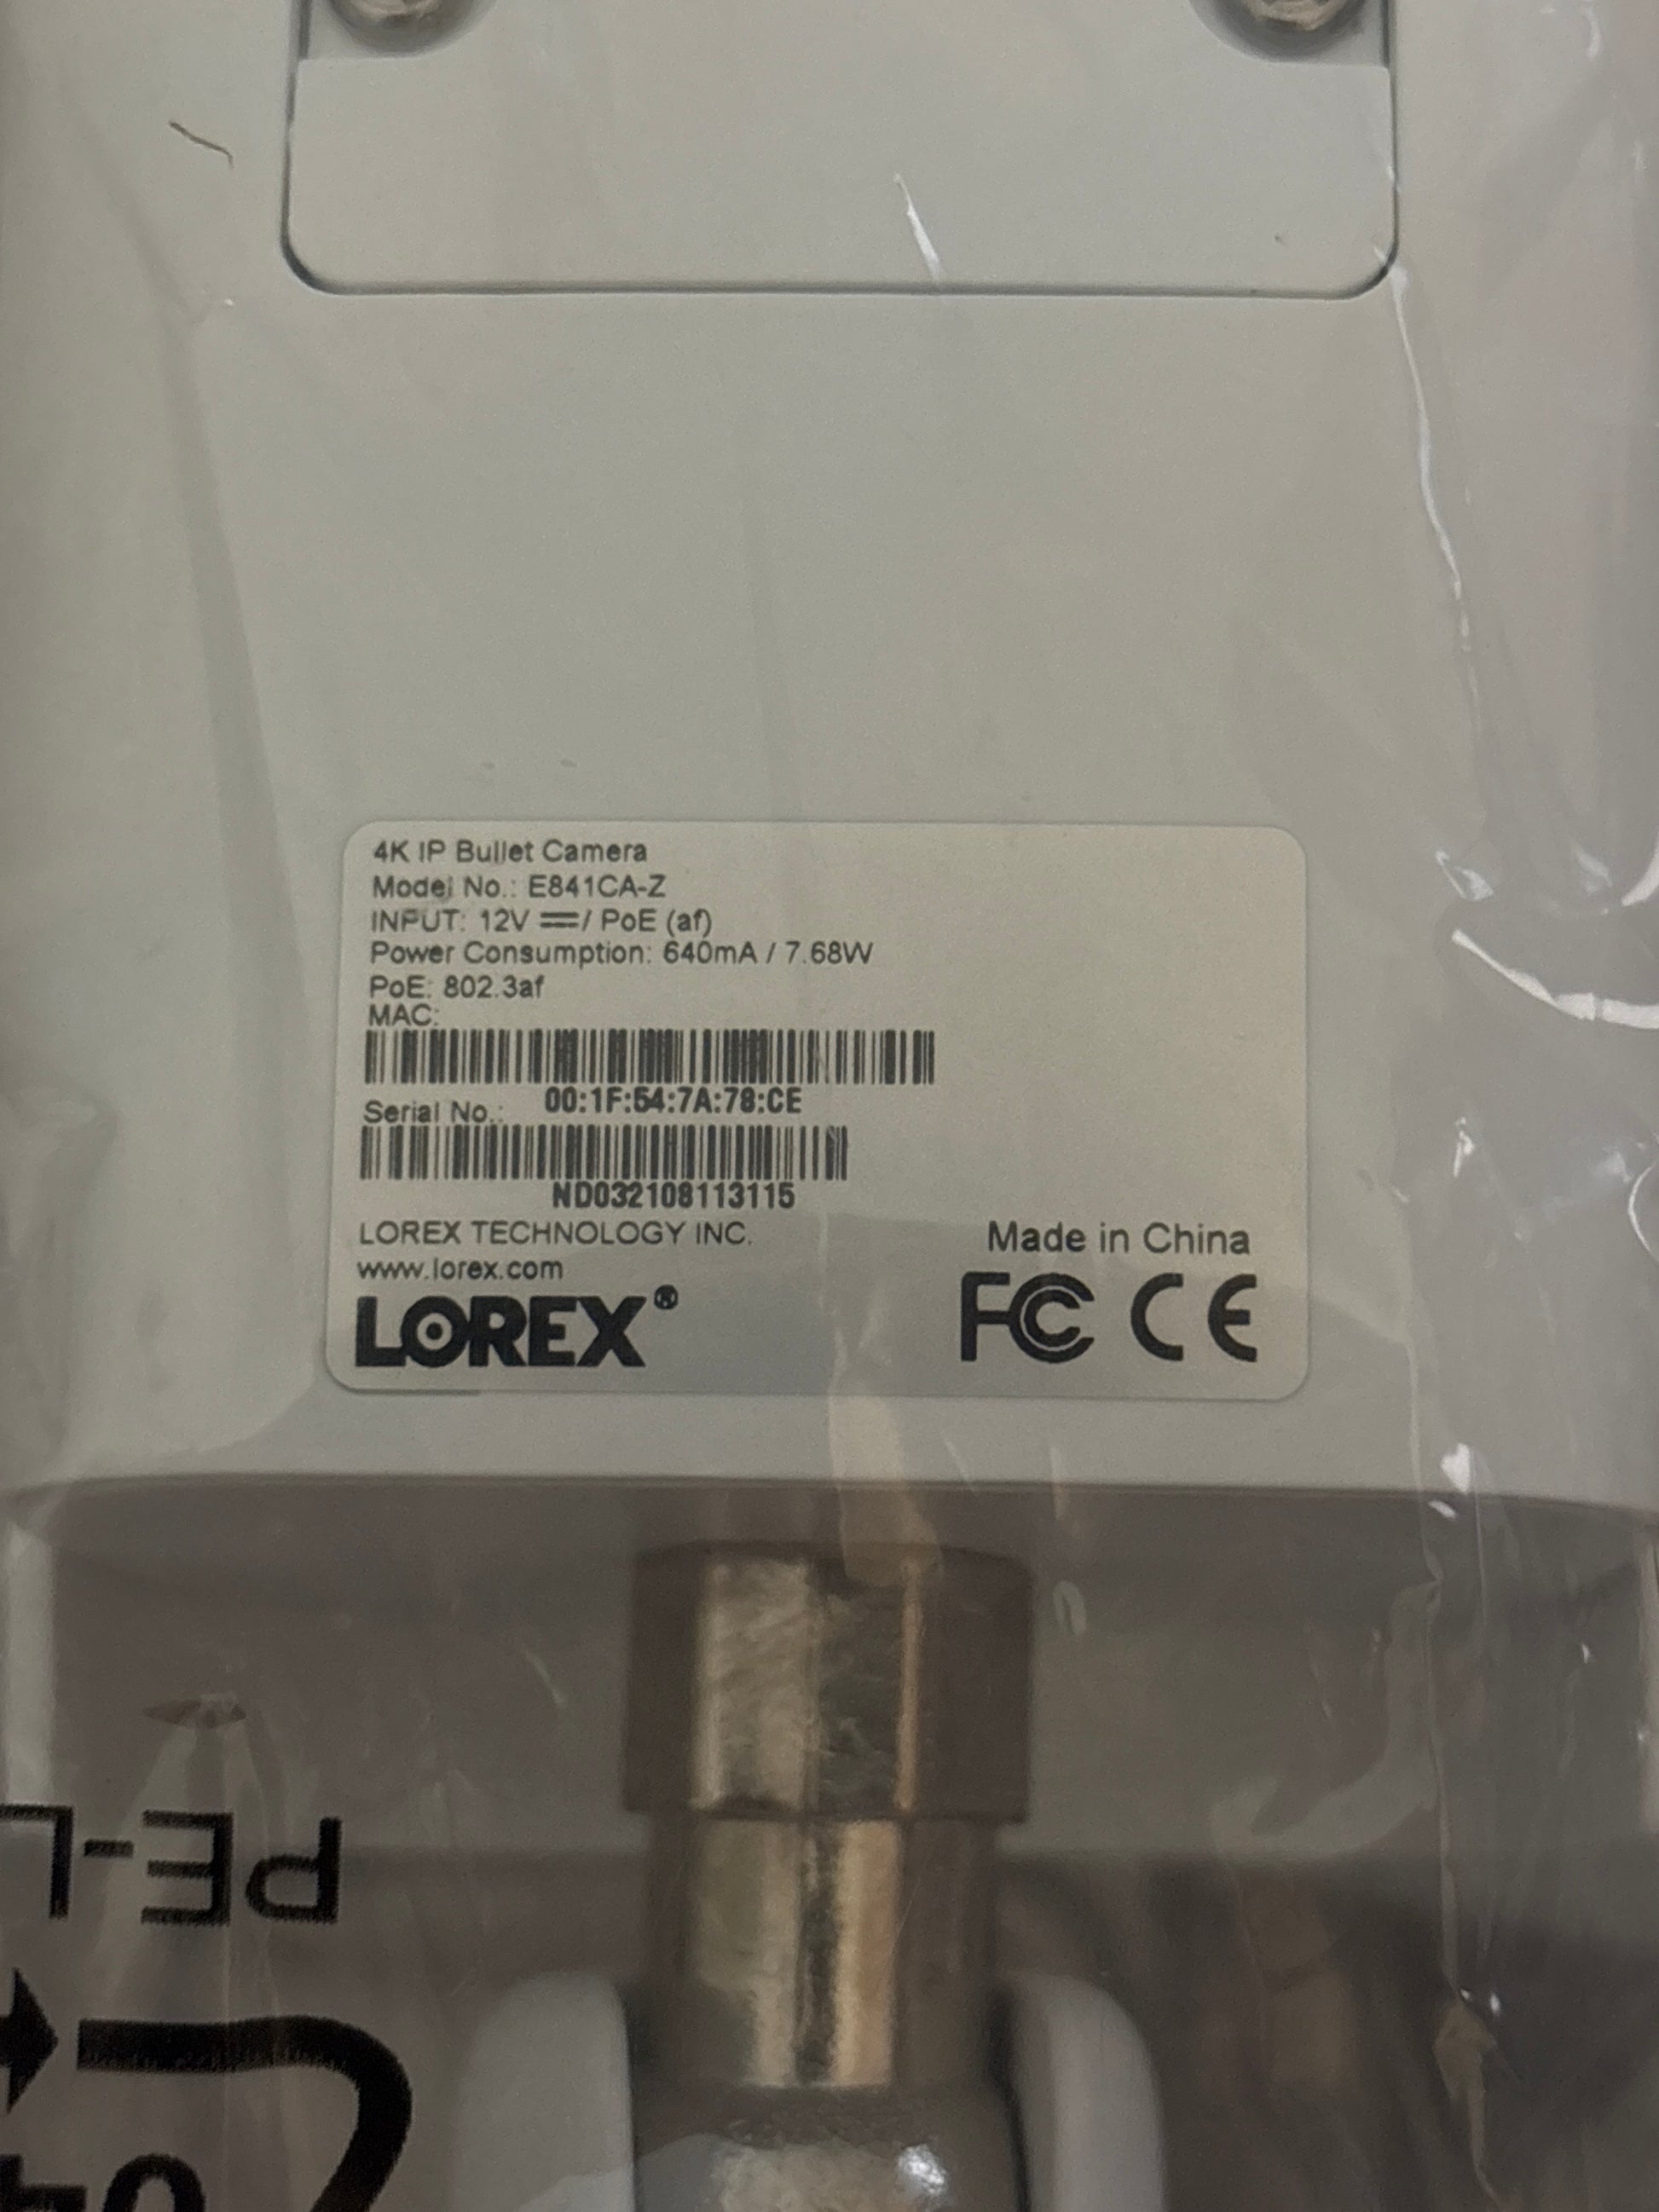 4K IP Bullet Camera
Model No.: E841CA-Z
INPUT: 12V ⎓/ PoE (af)
Power Consumption: 640mA / 7.68W
PoE: 802.3af
MAC:
00:1F:54:7A:78:CE
Serial No.:
ND032108113115
LOREX TECHNOLOGY INC.
www.lorex.com
LOREX®
Made in China
FC CE
PE-L
04